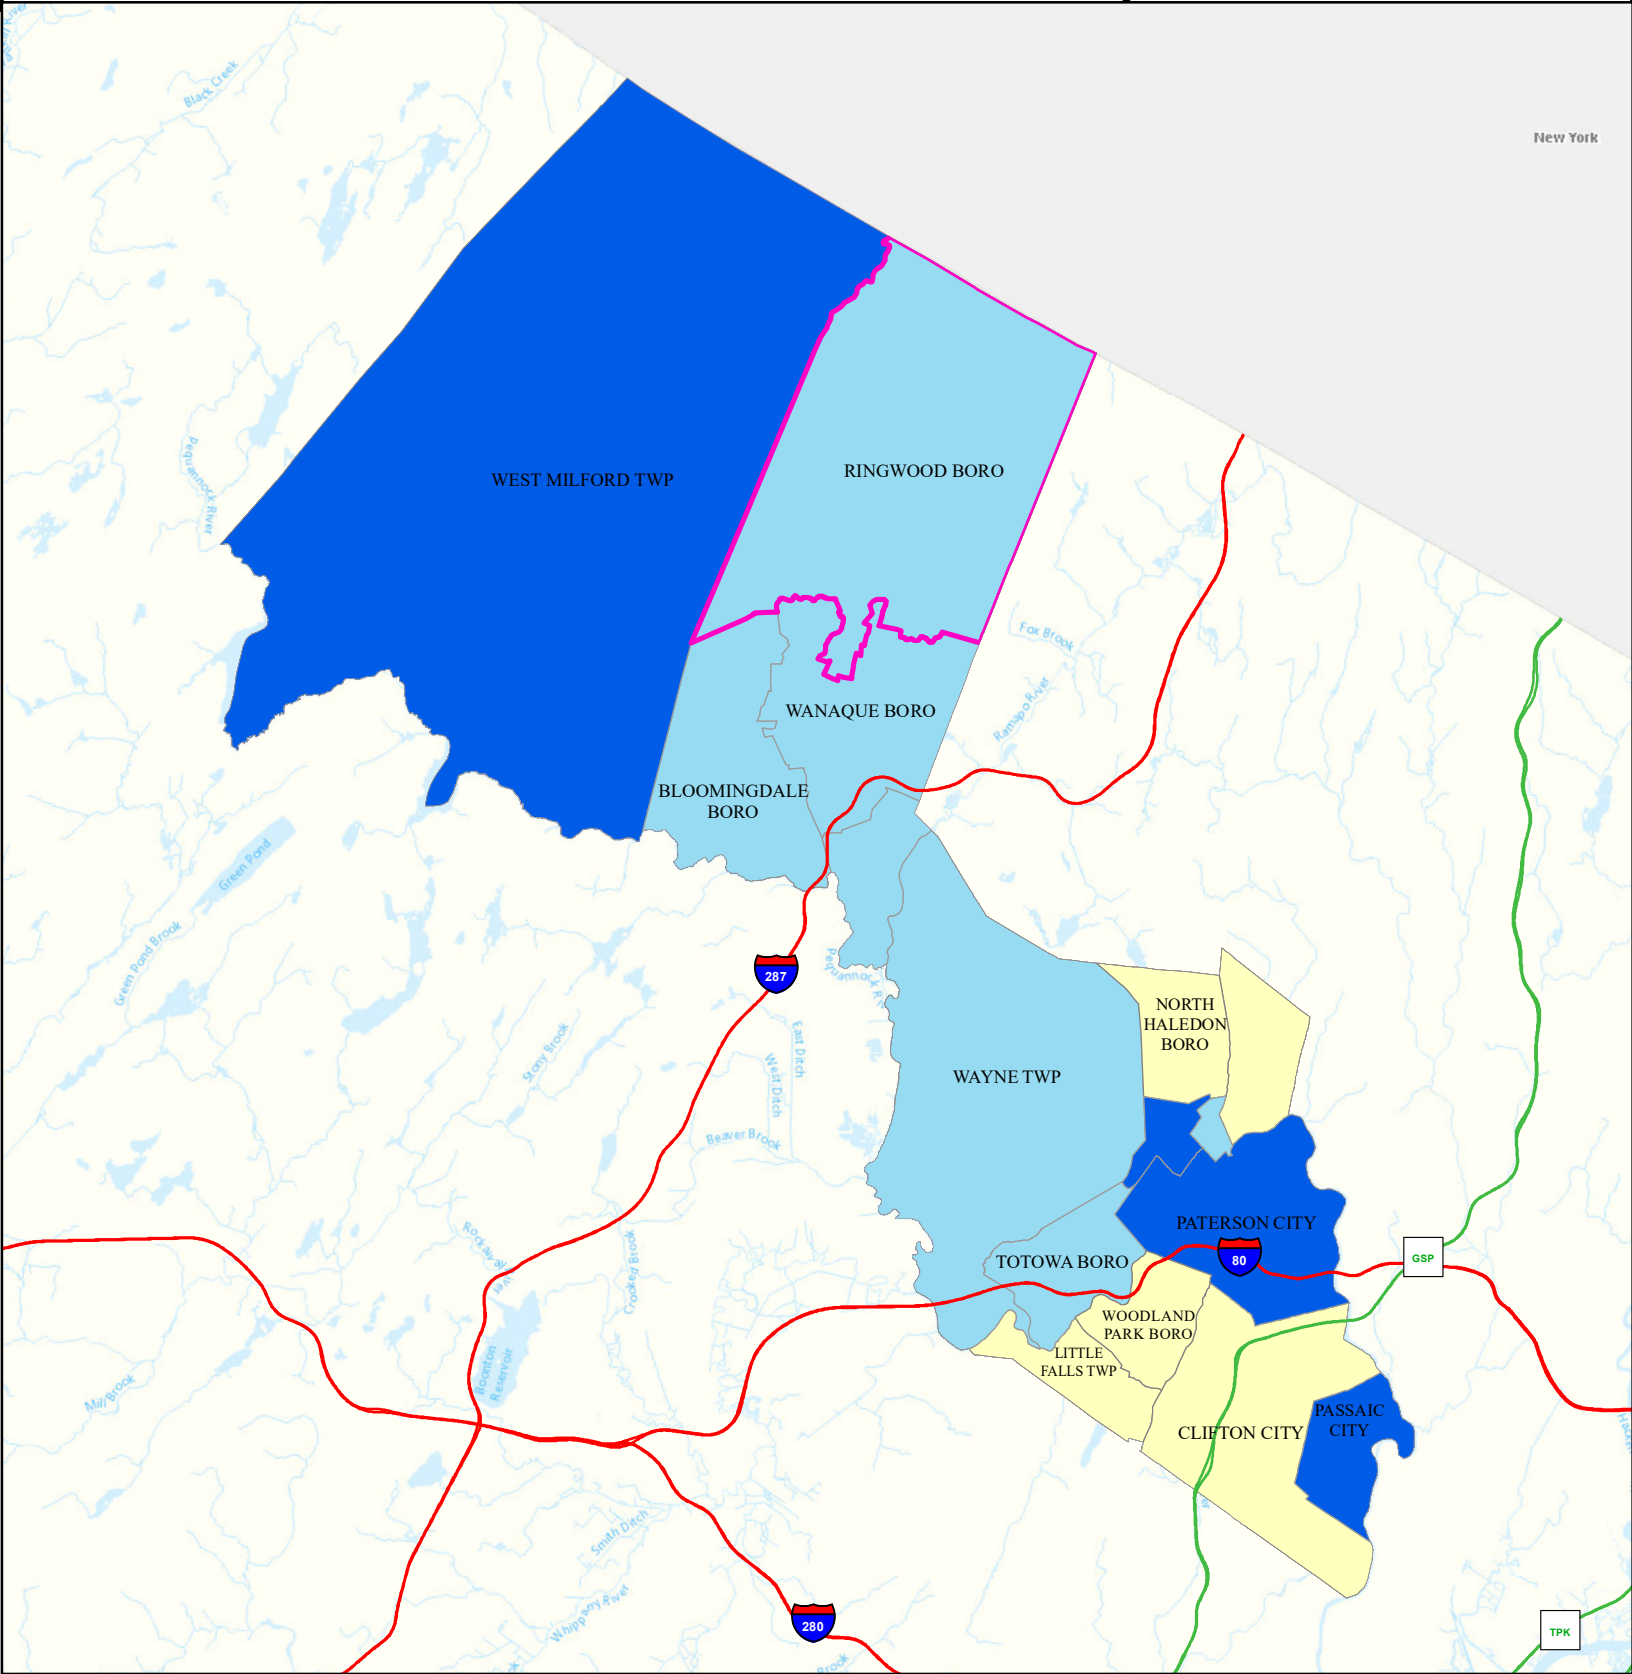 Black Creek
New York
Pequannock River
WEST MILFORD TWP
RINGWOOD BORO
Fox Brook
Ramapo River
WANAQUE BORO
BLOOMINGDALE
BORO
Green Pond
Green Pond Brook
287
Pequannock
Stony Brook
East Ditch
West Ditch
Beaver Brook
NORTH
HALEDON
BORO
WAYNE TWP
PATERSON CITY
80
GSP
TOTOWA BORO
Rockaway
Crooked Brook
WOODLAND
PARK BORO
LITTLE
FALLS TWP
Boonton
Reservoir
Mill Brook
CLIFTON CITY
PASSAIC
CITY
Smith Ditch
Whippany River
280
Brook
TPK